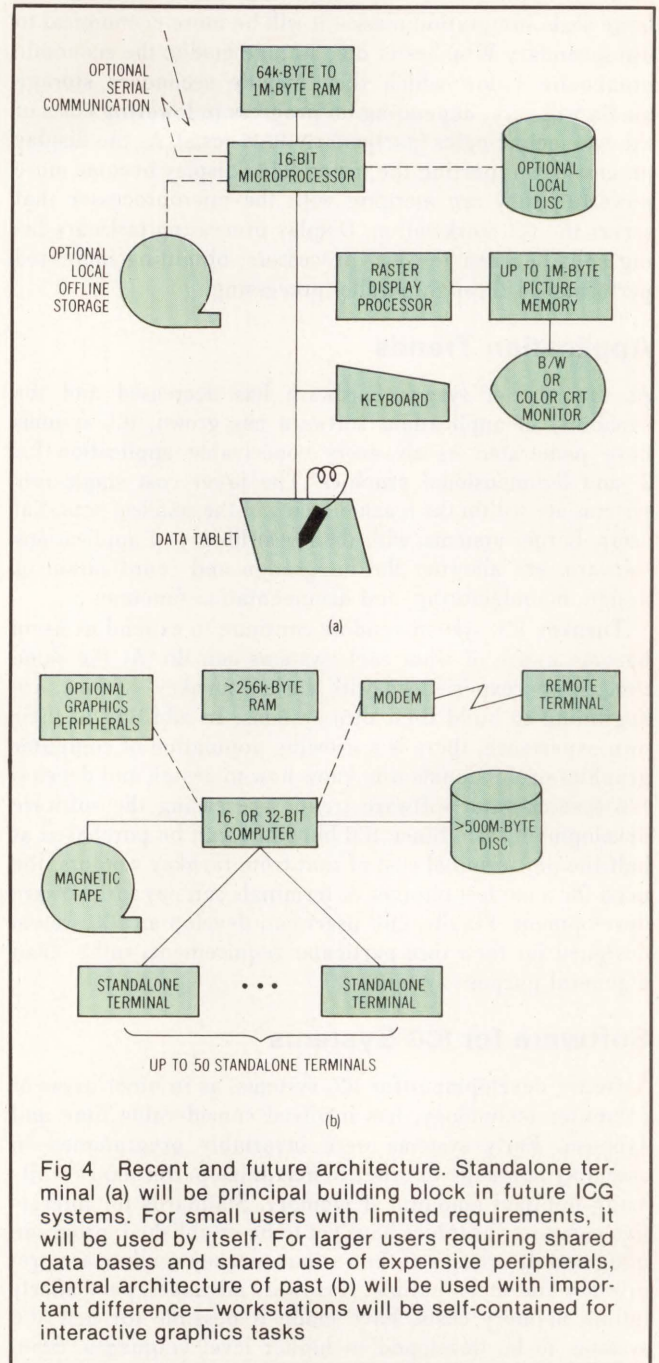 OPTIONAL
SERIAL
COMMUNICATION
64k-BYTE TO
1M-BYTE RAM
16-BIT
MICROPROCESSOR
OPTIONAL
LOCAL
DISC
OPTIONAL
LOCAL
OFFLINE
STORAGE
RASTER
DISPLAY
PROCESSOR
UP TO 1M-BYTE
PICTURE
MEMORY
KEYBOARD
B/W
OR
COLOR CRT
MONITOR
DATA TABLET
(a)
OPTIONAL
GRAPHICS
PERIPHERALS
>256k-BYTE
RAM
MODEM
REMOTE
TERMINAL
16- OR 32-BIT
COMPUTER
>500M-BYTE
DISC
MAGNETIC
TAPE
STANDALONE
TERMINAL
• • •
STANDALONE
TERMINAL
UP TO 50 STANDALONE TERMINALS
(b)
Fig 4 Recent and future architecture. Standalone ter-
minal (a) will be principal building block in future ICG
systems. For small users with limited requirements, it
will be used by itself. For larger users requiring shared
data bases and shared use of expensive peripherals,
central architecture of past (b) will be used with impor-
tant difference—workstations will be self-contained for
interactive graphics tasks